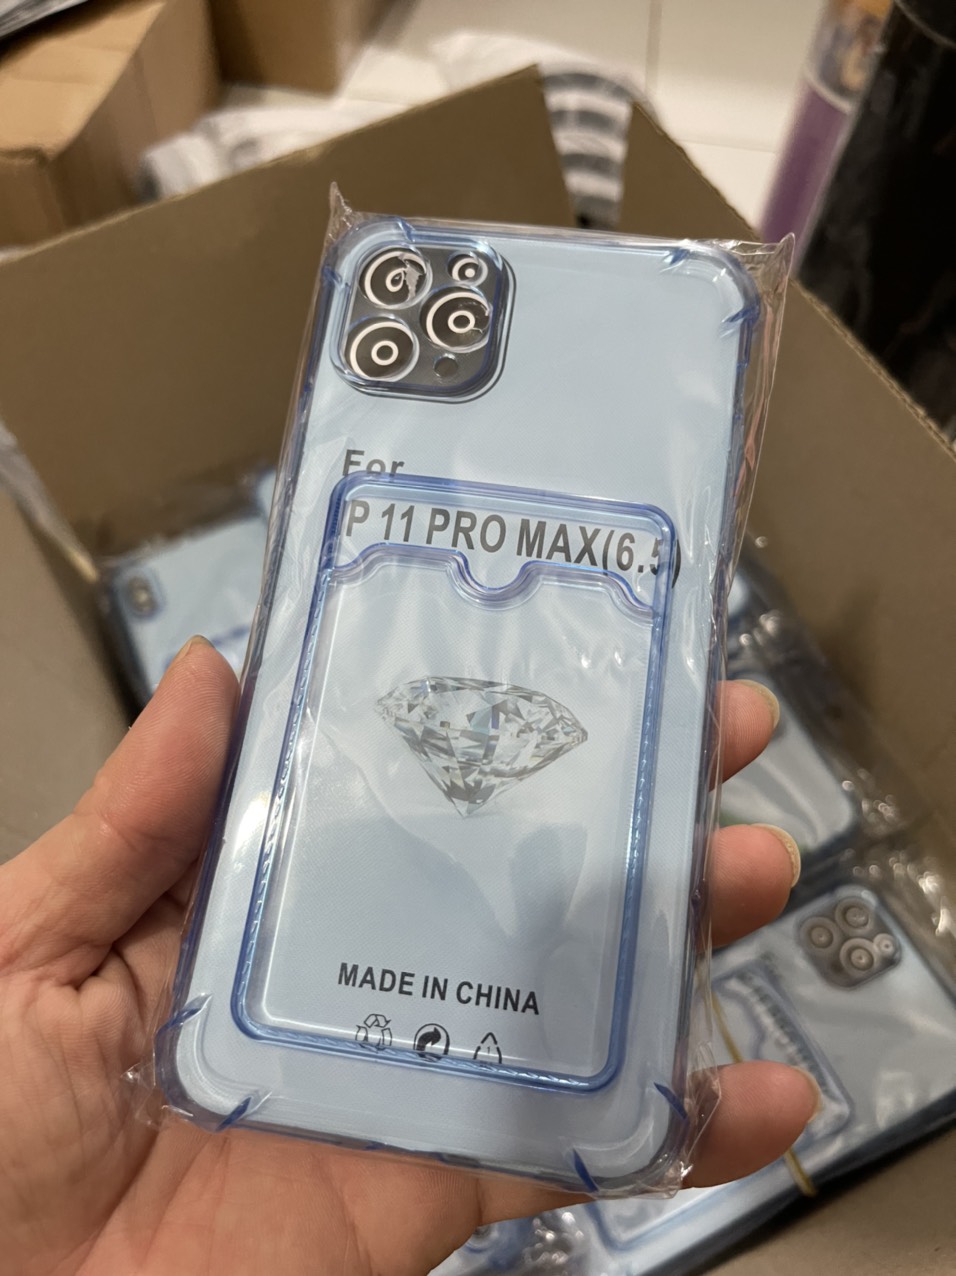 For
P 11 PRO MAX(6.5)
MADE IN CHINA